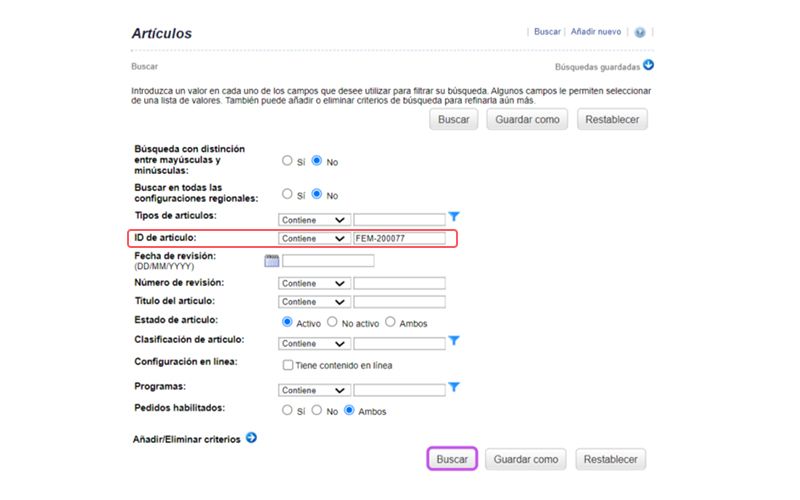 Artículos
Buscar | Añadir nuevo
Buscar
Búsquedas guardadas
Introduzca un valor en cada uno de los campos que desee utilizar para filtrar su búsqueda. Algunos campos le permiten seleccionar
de una lista de valores. También puede añadir o eliminar criterios de búsqueda para refinarla aún más.
Buscar Guardar como Restablecer
Búsqueda con distinción
entre mayúsculas y
minúsculas:
Sí No
Buscar en todas las
configuraciones regionales:
Sí No
Tipos de artículos: Contiene
ID de artículo: Contiene FEM-200077
Fecha de revisión:
(DD/MM/YYYY)
Número de revisión: Contiene
Título del artículo: Contiene
Estado de artículo: Activo No activo Ambos
Clasificación de artículo: Contiene
Configuración en línea: Tiene contenido en línea
Programas: Contiene
Pedidos habilitados: Sí No Ambos
Añadir/Eliminar criterios
Buscar Guardar como Restablecer